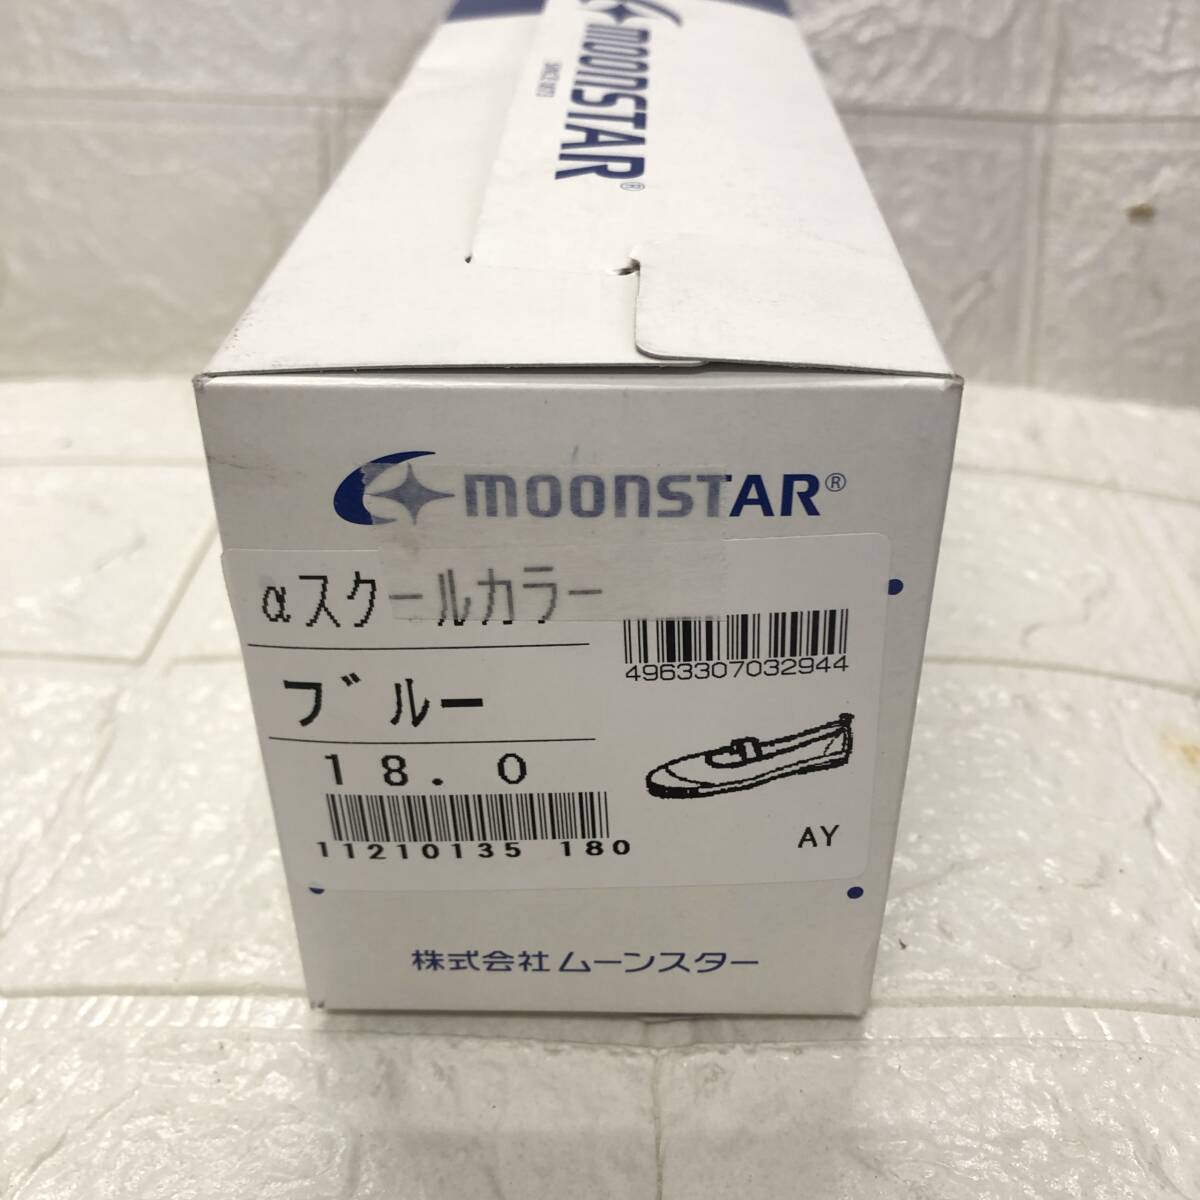 MOONSTAR®
SINCE 1873
MOONSTAR®
αスクールカラー
4963307032944
ブルー
18.0
11210135 180
AY
株式会社ムーンスター